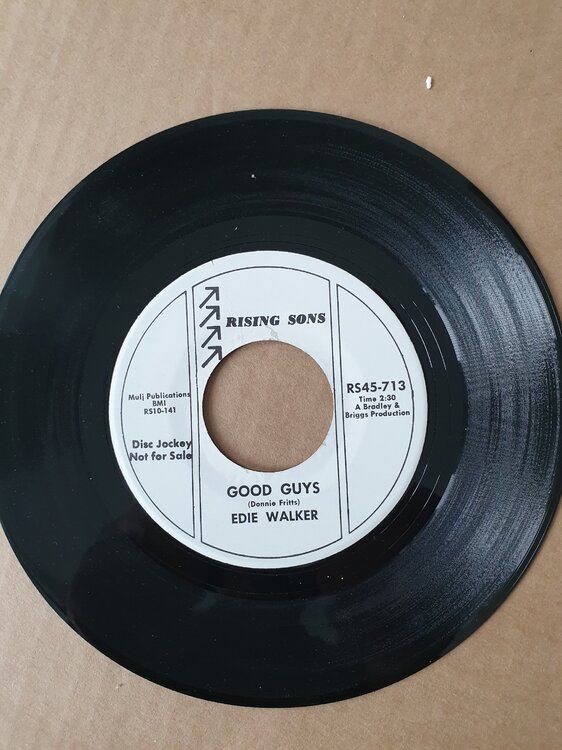 RISING SONS
Mulj Publications
BMI
RS10-141
Disc Jockey
Not for Sale
RS45-713
Time 2:30
A Bradley &
Briggs Production
GOOD GUYS
(Donnie Fritts)
EDIE WALKER